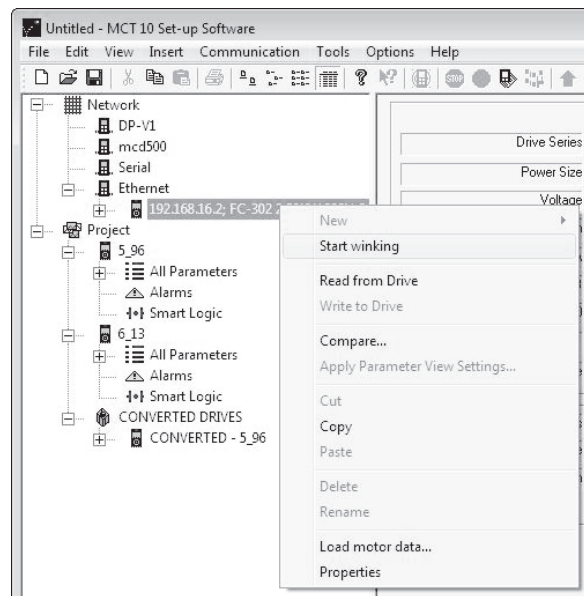 Untitled - MCT 10 Set-up Software
File Edit View Insert Communication Tools Options Help
STOP
Network
DP-V1
mcd500
Serial
Ethernet
192.168.16.2; FC-302
Project
5_96
All Parameters
Alarms
Smart Logic
6_13
All Parameters
Alarms
Smart Logic
CONVERTED DRIVES
CONVERTED - 5_96
Drive Series
Power Size
Voltage
New
Start winking
Read from Drive
Write to Drive
Compare...
Apply Parameter View Settings...
Cut
Copy
Paste
Delete
Rename
Load motor data...
Properties